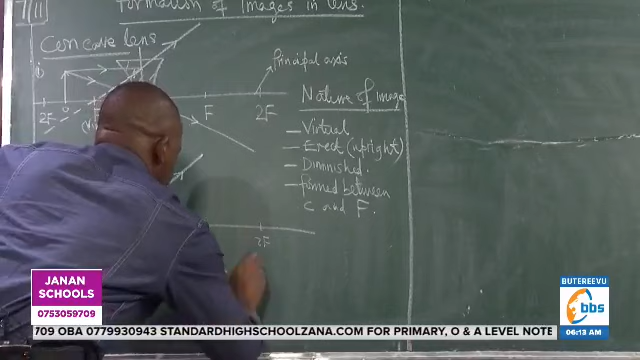 7/11
Formation of Images in lens.
Concave lens
i
Principal axis
2F
F
F
2F
Nature of image
– Virtual
– Erect (upright)
– Diminished.
– formed between
C and F.
2F
JANAN
SCHOOLS
0753059709
BUTEREEVU
bbs
06:13 AM
709 OBA 0779930943 STANDARDHIGHSCHOOLZANA.COM FOR PRIMARY, O & A LEVEL NOTE